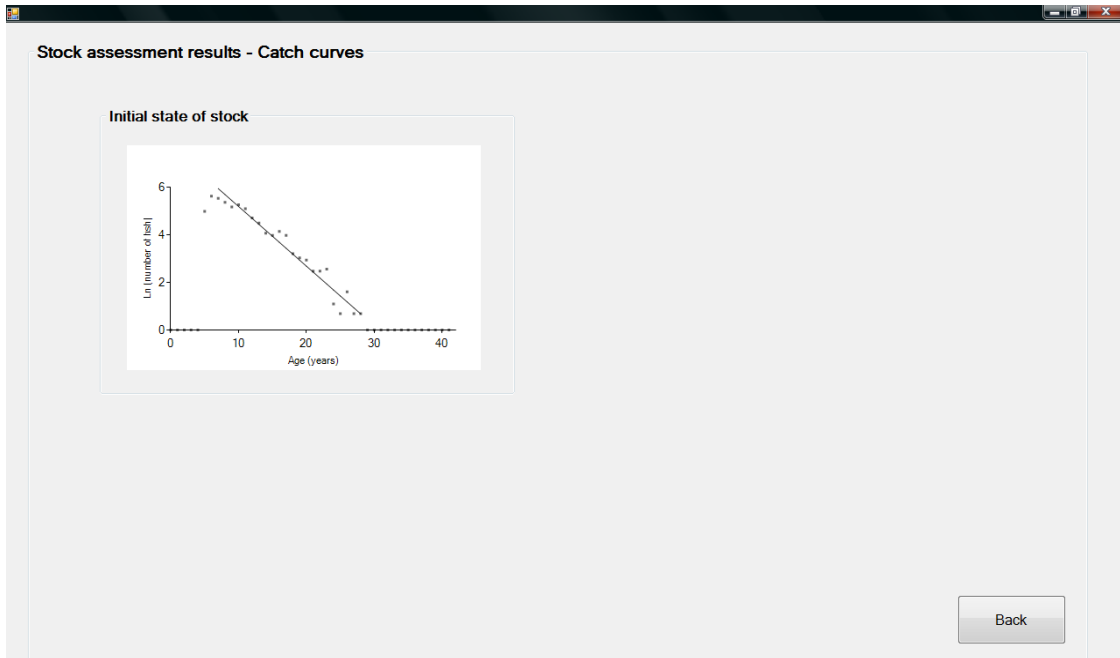 Stock assessment results - Catch curves
Initial state of stock
6
4
2
0
Ln [number of fish]
0 10 20 30 40
Age (years)
Back